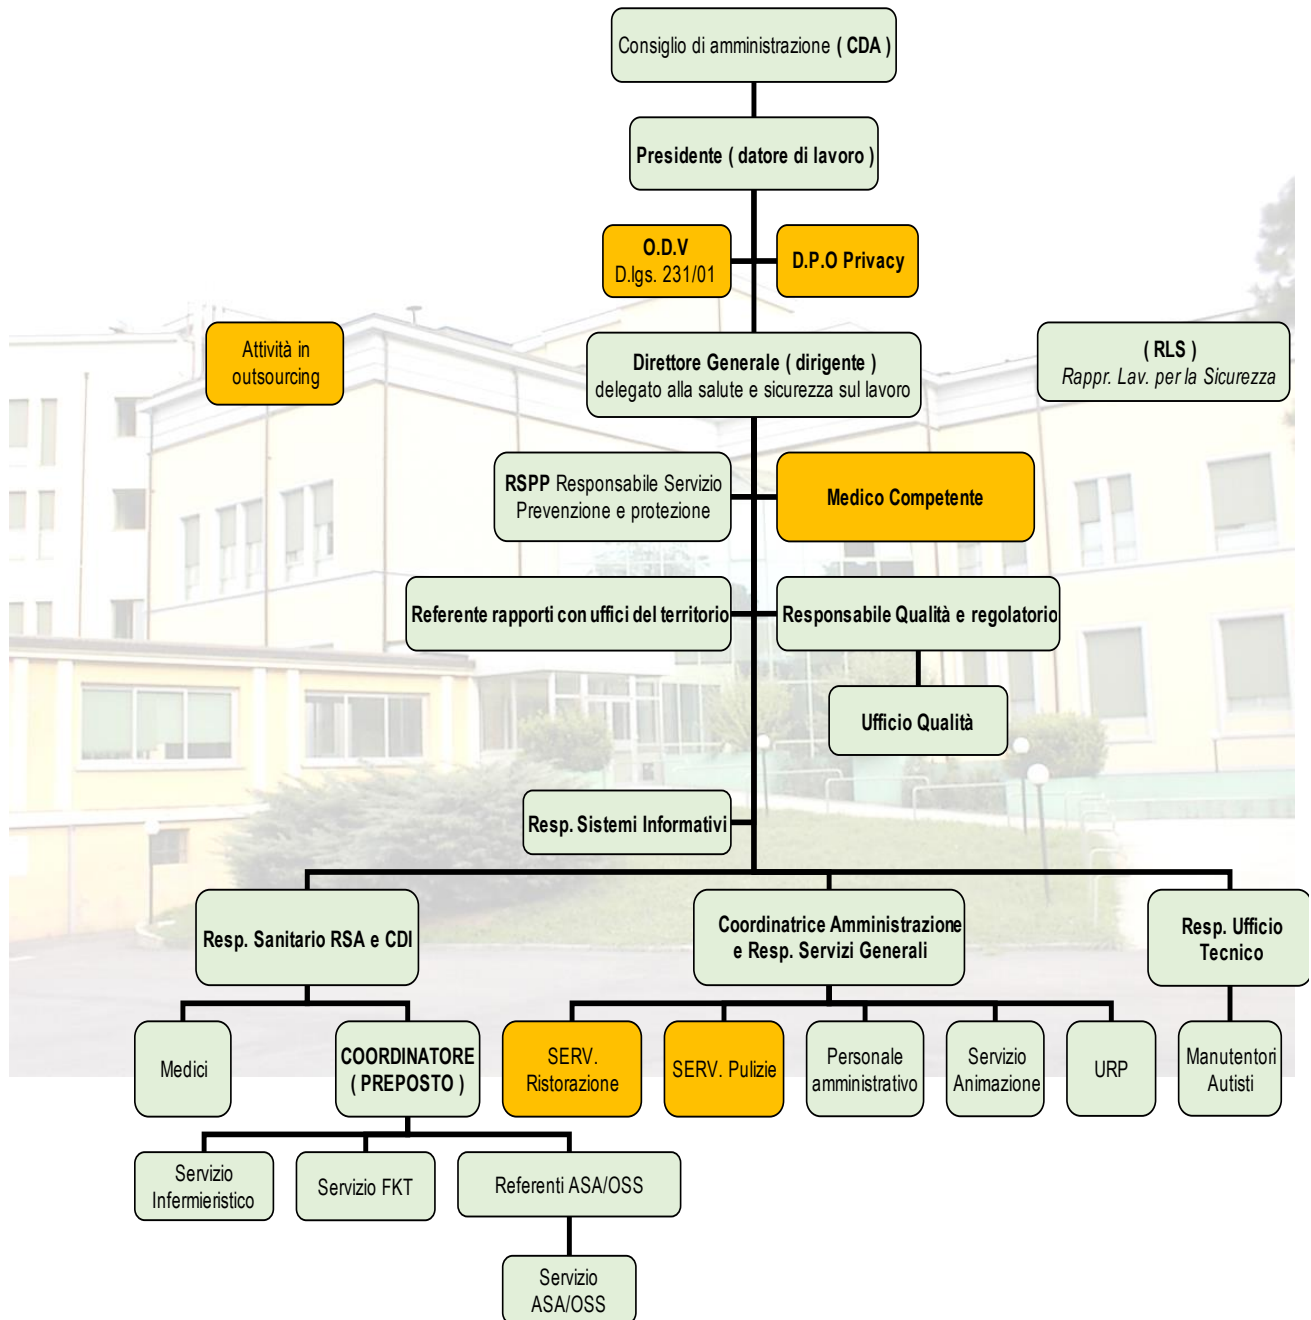 Consiglio di amministrazione ( CDA )
Presidente ( datore di lavoro )
O.D.V
D.lgs. 231/01
D.P.O Privacy
Attività in
outsourcing
Direttore Generale ( dirigente )
delegato alla salute e sicurezza sul lavoro
( RLS )
Rappr. Lav. per la Sicurezza
RSPP Responsabile Servizio
Prevenzione e protezione
Medico Competente
Referente rapporti con uffici del territorio
Responsabile Qualità e regolatorio
Ufficio Qualità
Resp. Sistemi Informativi
Resp. Sanitario RSA e CDI
Coordinatrice Amministrazione
e Resp. Servizi Generali
Resp. Ufficio
Tecnico
Medici
COORDINATORE
( PREPOSTO )
SERV.
Ristorazione
SERV. Pulizie
Personale
amministrativo
Servizio
Animazione
URP
Manutentori
Autisti
Servizio
Infermieristico
Servizio FKT
Referenti ASA/OSS
Servizio
ASA/OSS